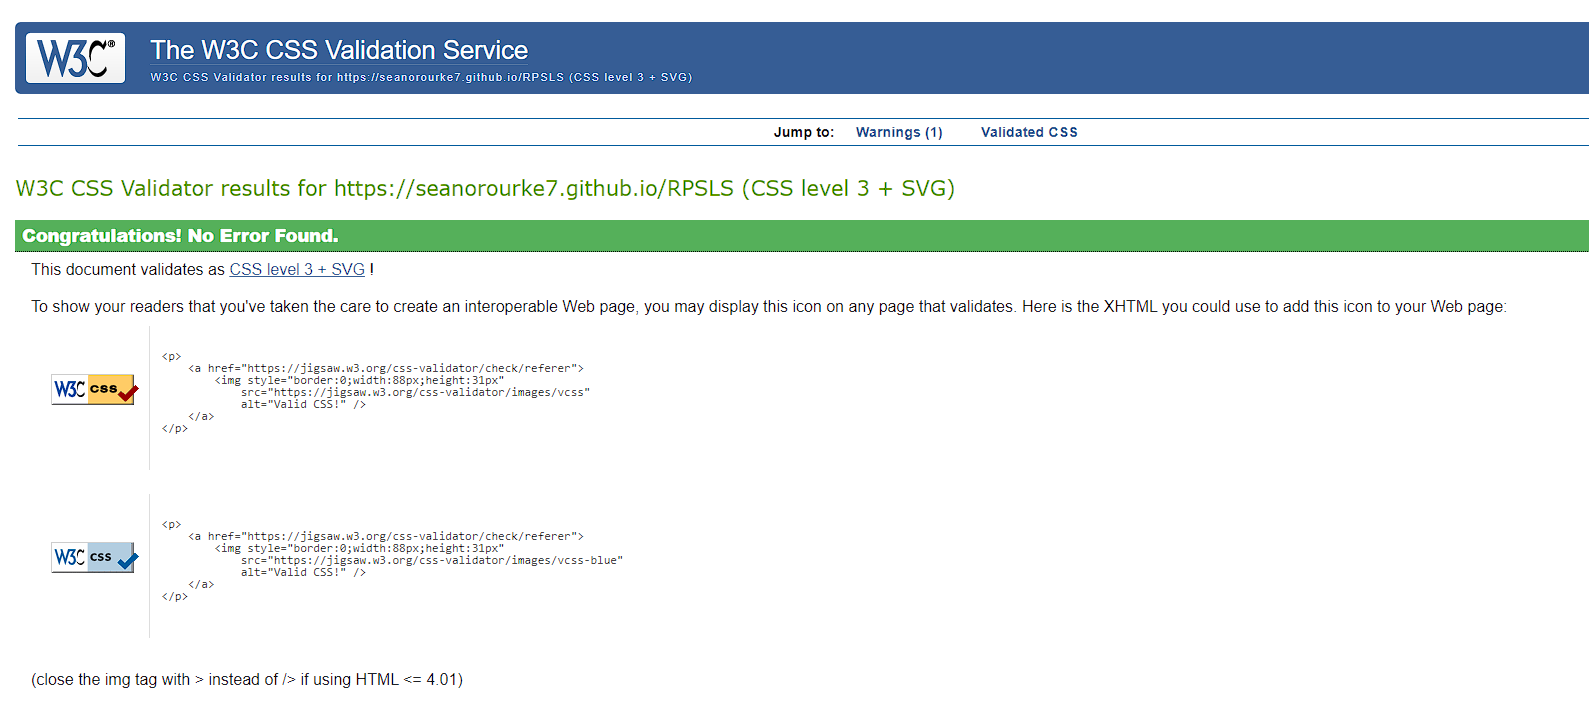 W3C® The W3C CSS Validation Service
W3C CSS Validator results for https://seanorourke7.github.io/RPSLS (CSS level 3 + SVG)
Jump to: Warnings (1) Validated CSS
W3C CSS Validator results for https://seanorourke7.github.io/RPSLS (CSS level 3 + SVG)
Congratulations! No Error Found.
This document validates as CSS level 3 + SVG !
To show your readers that you've taken the care to create an interoperable Web page, you may display this icon on any page that validates. Here is the XHTML you could use to add this icon to your Web page:
W3C css
<p>
<a href="https://jigsaw.w3.org/css-validator/check/referer">
<img style="border:0;width:88px;height:31px"
src="https://jigsaw.w3.org/css-validator/images/vcss"
alt="Valid CSS!" />
</a>
</p>
W3C css
<p>
<a href="https://jigsaw.w3.org/css-validator/check/referer">
<img style="border:0;width:88px;height:31px"
src="https://jigsaw.w3.org/css-validator/images/vcss-blue"
alt="Valid CSS!" />
</a>
</p>
(close the img tag with > instead of /> if using HTML <= 4.01)